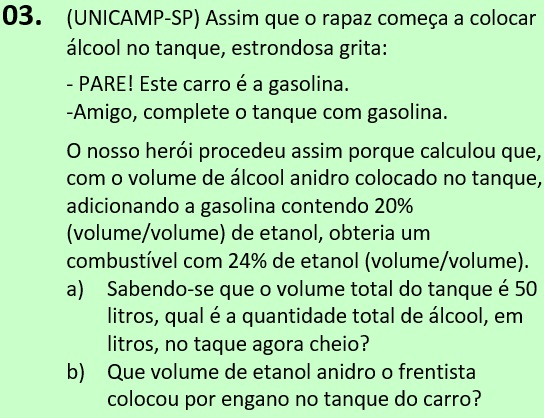 03. (UNICAMP-SP) Assim que o rapaz começa a colocar
álcool no tanque, estrondosa grita:
- PARE! Este carro é a gasolina.
-Amigo, complete o tanque com gasolina.
O nosso herói procedeu assim porque calculou que,
com o volume de álcool anidro colocado no tanque,
adicionando a gasolina contendo 20%
(volume/volume) de etanol, obteria um
combustível com 24% de etanol (volume/volume).
a) Sabendo-se que o volume total do tanque é 50
litros, qual é a quantidade total de álcool, em
litros, no taque agora cheio?
b) Que volume de etanol anidro o frentista
colocou por engano no tanque do carro?